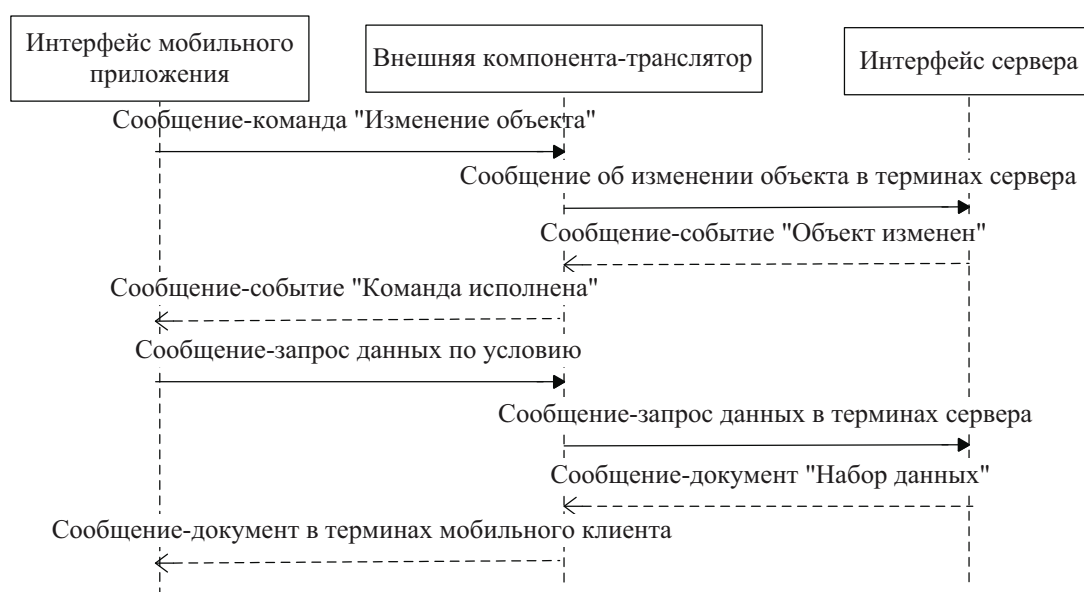 Интерфейс мобильного
приложения
Внешняя компонента-транслятор
Интерфейс сервера
Сообщение-команда "Изменение объекта"
Сообщение об изменении объекта в терминах сервера
Сообщение-событие "Объект изменен"
Сообщение-событие "Команда исполнена"
Сообщение-запрос данных по условию
Сообщение-запрос данных в терминах сервера
Сообщение-документ "Набор данных"
Сообщение-документ в терминах мобильного клиента